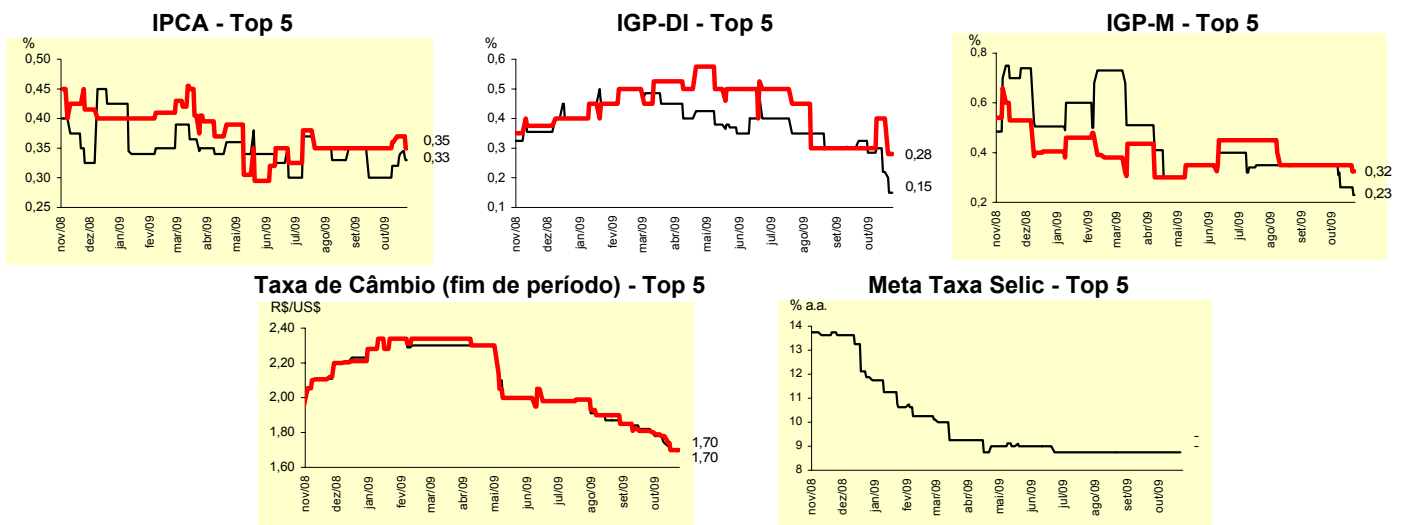 IPCA - Top 5
%
0,50
0,45
0,40
0,35
0,30
0,25
0,35
0,33
nov/08
dez/08
jan/09
fev/09
mar/09
abr/09
mai/09
jun/09
jul/09
ago/09
set/09
out/09
IGP-DI - Top 5
%
0,6
0,5
0,4
0,3
0,2
0,1
0,28
0,15
nov/08
dez/08
jan/09
fev/09
mar/09
abr/09
mai/09
jun/09
jul/09
ago/09
set/09
out/09
IGP-M - Top 5
%
0,8
0,6
0,4
0,2
0,32
0,23
nov/08
dez/08
jan/09
fev/09
mar/09
abr/09
mai/09
jun/09
jul/09
ago/09
set/09
out/09
Taxa de Câmbio (fim de período) - Top 5
R$/US$
2,40
2,20
2,00
1,80
1,60
1,70
1,70
nov/08
dez/08
jan/09
fev/09
mar/09
abr/09
mai/09
jun/09
jul/09
ago/09
set/09
out/09
Meta Taxa Selic - Top 5
% a.a.
14
13
12
11
10
9
8
nov/08
dez/08
jan/09
fev/09
mar/09
abr/09
mai/09
jun/09
jul/09
ago/09
set/09
out/09